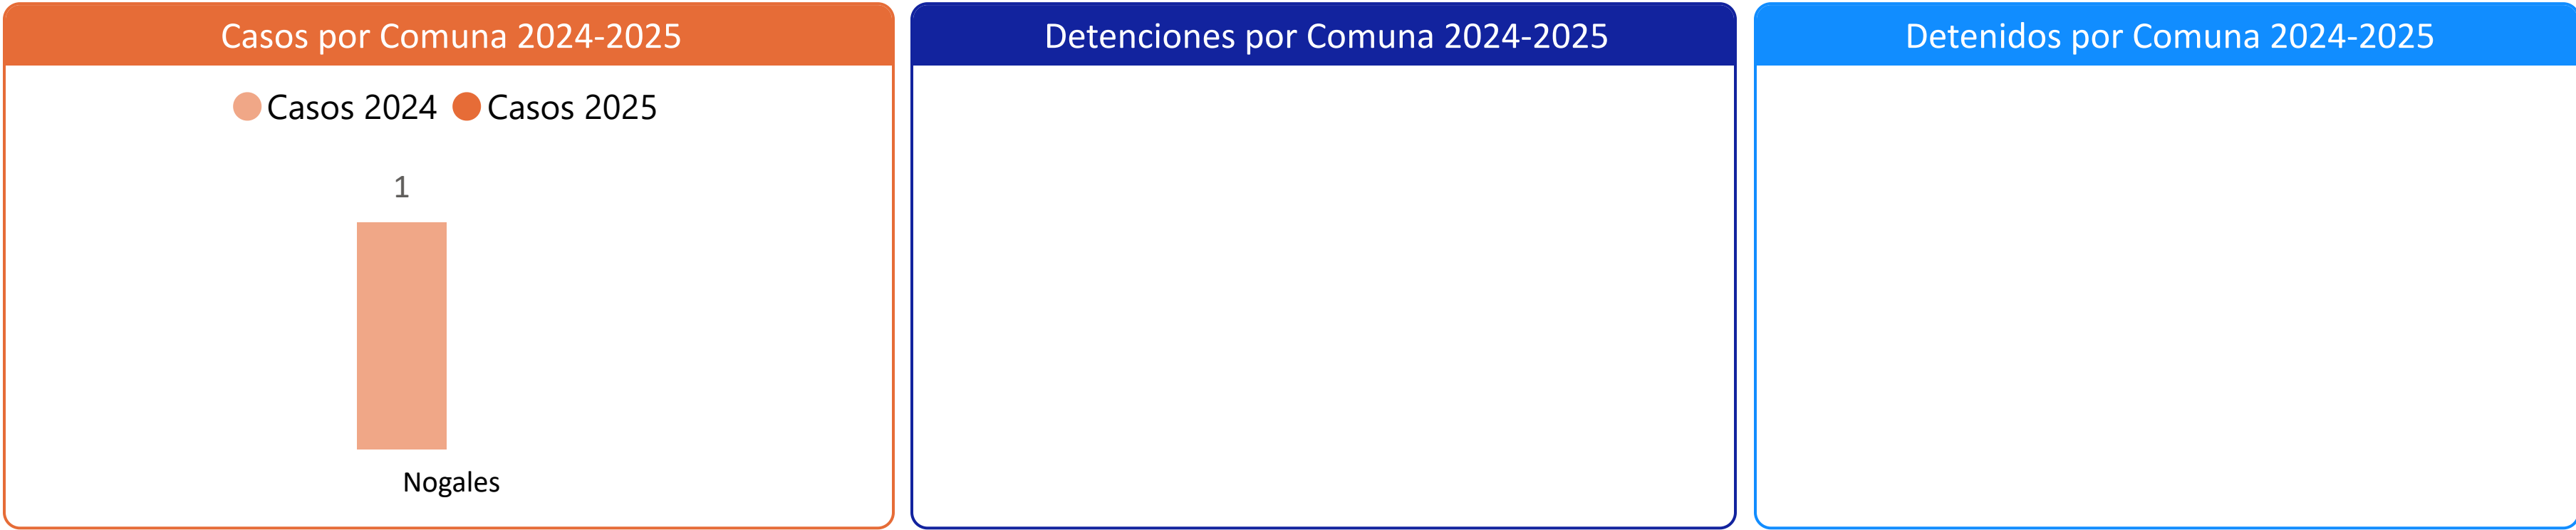 Casos por Comuna 2024-2025
Casos 2024 Casos 2025
1
Nogales
Detenciones por Comuna 2024-2025
Detenidos por Comuna 2024-2025